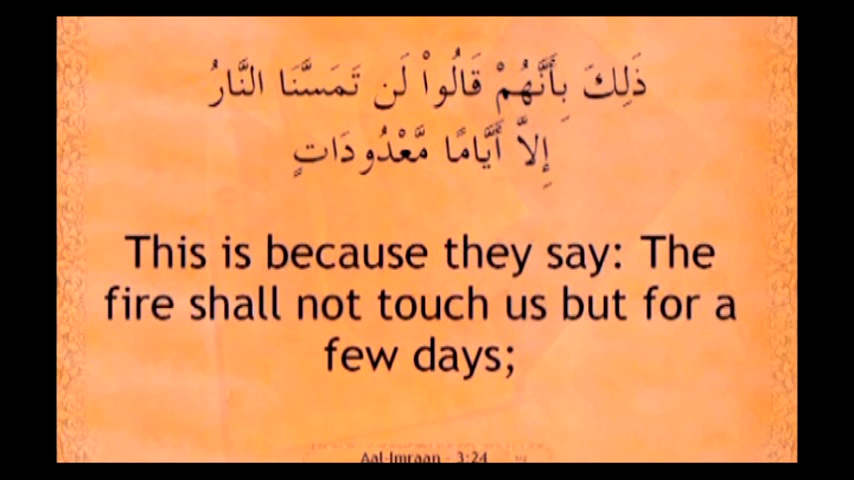 ذَلِكَ بِأَنَّهُمْ قَالُواْ لَن تَمَسَّنَا النَّارُ
إِلاَّ أَيَّامًا مَّعْدُودَاتٍ
This is because they say: The
fire shall not touch us but for a
few days;
Aal-Imraan - 3:24